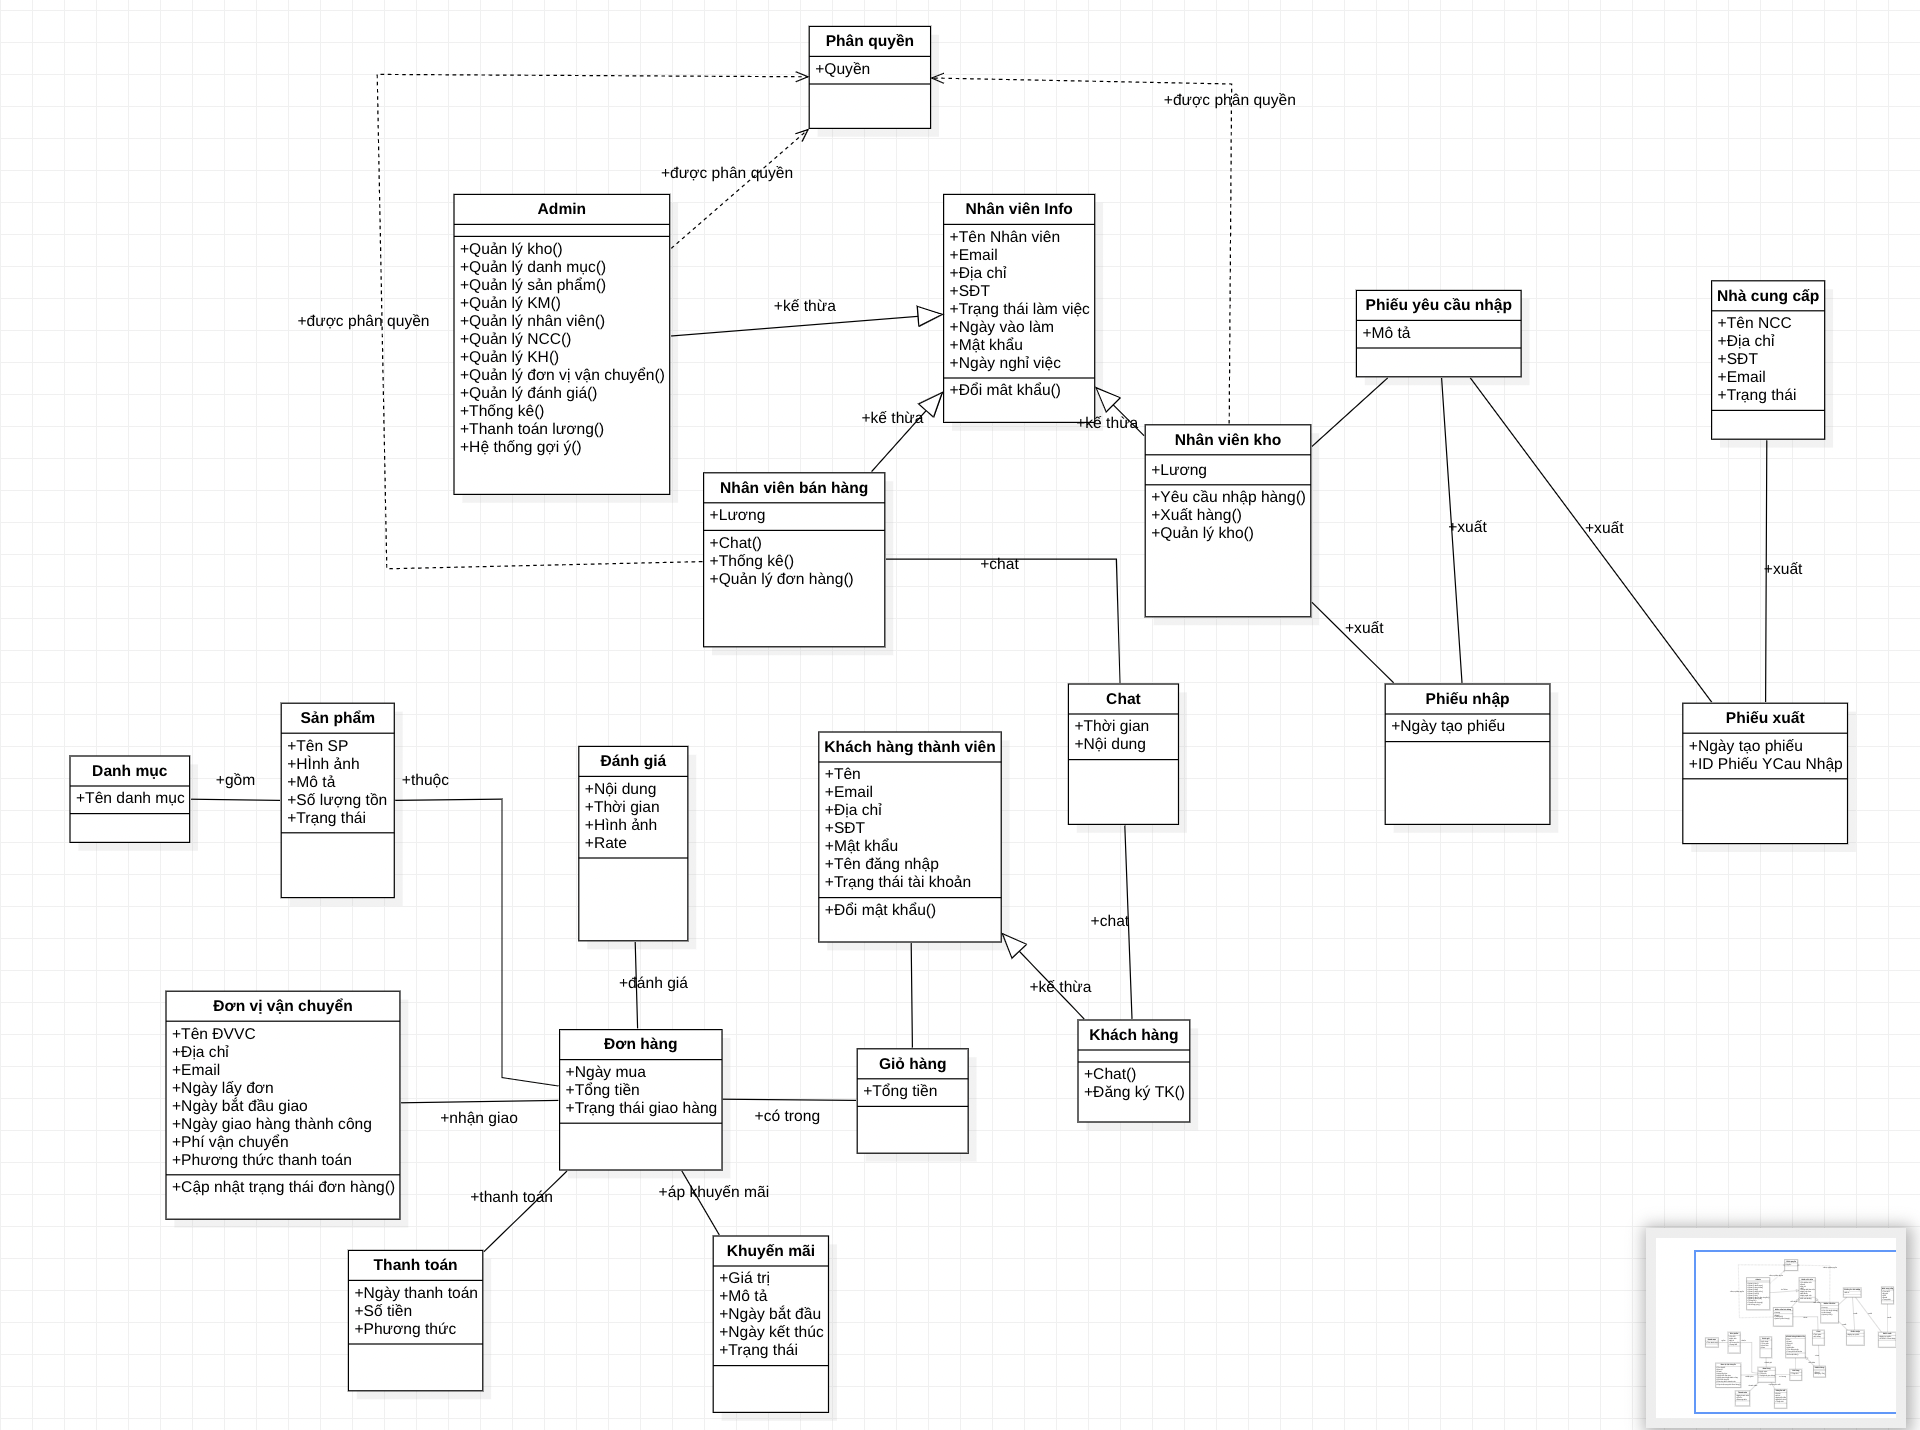 Phân quyền
+Quyền
+được phân quyền
+được phân quyền
+được phân quyền
Admin
+Quản lý kho()
+Quản lý danh mục()
+Quản lý sản phẩm()
+Quản lý KM()
+Quản lý nhân viên()
+Quản lý NCC()
+Quản lý KH()
+Quản lý đơn vị vận chuyển()
+Quản lý đánh giá()
+Thống kê()
+Thanh toán lương()
+Hệ thống gợi ý()
+kế thừa
Nhân viên Info
+Tên Nhân viên
+Email
+Địa chỉ
+SĐT
+Trạng thái làm việc
+Ngày vào làm
+Mật khẩu
+Ngày nghỉ việc
+Đổi mât khẩu()
+kế thừa
+kế thừa
Phiếu yêu cầu nhập
+Mô tả
Nhà cung cấp
+Tên NCC
+Địa chỉ
+SĐT
+Email
+Trạng thái
Nhân viên bán hàng
+Lương
+Chat()
+Thống kê()
+Quản lý đơn hàng()
+chat
Nhân viên kho
+Lương
+Yêu cầu nhập hàng()
+Xuất hàng()
+Quản lý kho()
+xuất
+xuất
+xuất
+xuất
Danh mục
+Tên danh mục
+gồm
Sản phẩm
+Tên SP
+HÌnh ảnh
+Mô tả
+Số lượng tồn
+Trạng thái
+thuộc
Đánh giá
+Nội dung
+Thời gian
+Hình ảnh
+Rate
Khách hàng thành viên
+Tên
+Email
+Địa chỉ
+SĐT
+Mật khẩu
+Tên đăng nhập
+Trạng thái tài khoản
+Đổi mật khẩu()
Chat
+Thời gian
+Nội dung
Phiếu nhập
+Ngày tạo phiếu
Phiếu xuất
+Ngày tạo phiếu
+ID Phiếu YCau Nhập
+chat
+đánh giá
+kế thừa
Đơn vị vận chuyển
+Tên ĐVVC
+Địa chỉ
+Email
+Ngày lấy đơn
+Ngày bắt đầu giao
+Ngày giao hàng thành công
+Phí vận chuyển
+Phương thức thanh toán
+Cập nhật trạng thái đơn hàng()
+nhận giao
Đơn hàng
+Ngày mua
+Tổng tiền
+Trạng thái giao hàng
+có trong
Giỏ hàng
+Tổng tiền
Khách hàng
+Chat()
+Đăng ký TK()
+thanh toán
+áp khuyến mãi
Thanh toán
+Ngày thanh toán
+Số tiền
+Phương thức
Khuyến mãi
+Giá trị
+Mô tả
+Ngày bắt đầu
+Ngày kết thúc
+Trạng thái